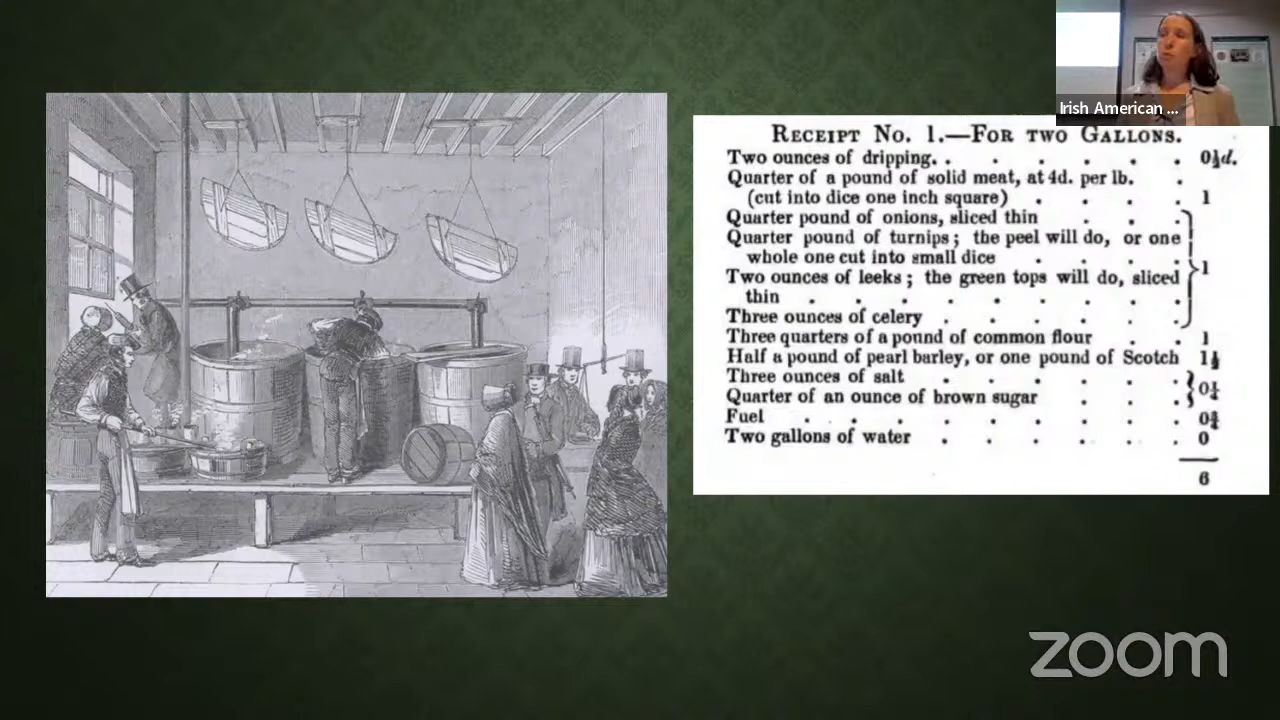 Irish American ...
RECEIPT No. 1.—FOR TWO GALLONS.
Two ounces of dripping. . . . . . . 0½d.
Quarter of a pound of solid meat, at 4d. per lb. .
(cut into dice one inch square) . . . . 1
Quarter pound of onions, sliced thin . . .
Quarter pound of turnips; the peel will do, or one
whole one cut into small dice . . . .
Two ounces of leeks; the green tops will do, sliced 1
thin . . . . . . . .
Three ounces of celery . . . . . .
Three quarters of a pound of common flour . . 1
Half a pound of pearl barley, or one pound of Scotch 1½
Three ounces of salt . . . . . .
Quarter of an ounce of brown sugar . . . 0¼
Fuel . . . . . . . . 0¾
Two gallons of water . . . . . 0
6
zoom